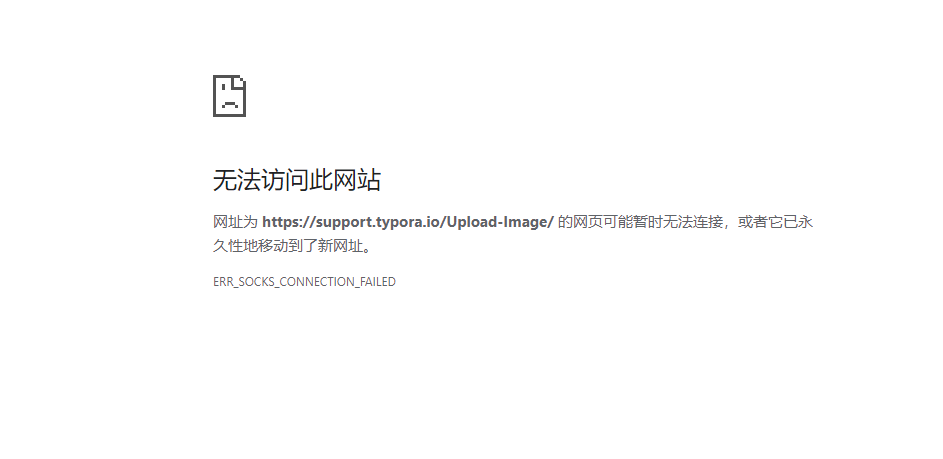 无法访问此网站
网址为 https://support.typora.io/Upload-Image/ 的网页可能暂时无法连接，或者它已永
久性地移动到了新网址。
ERR_SOCKS_CONNECTION_FAILED